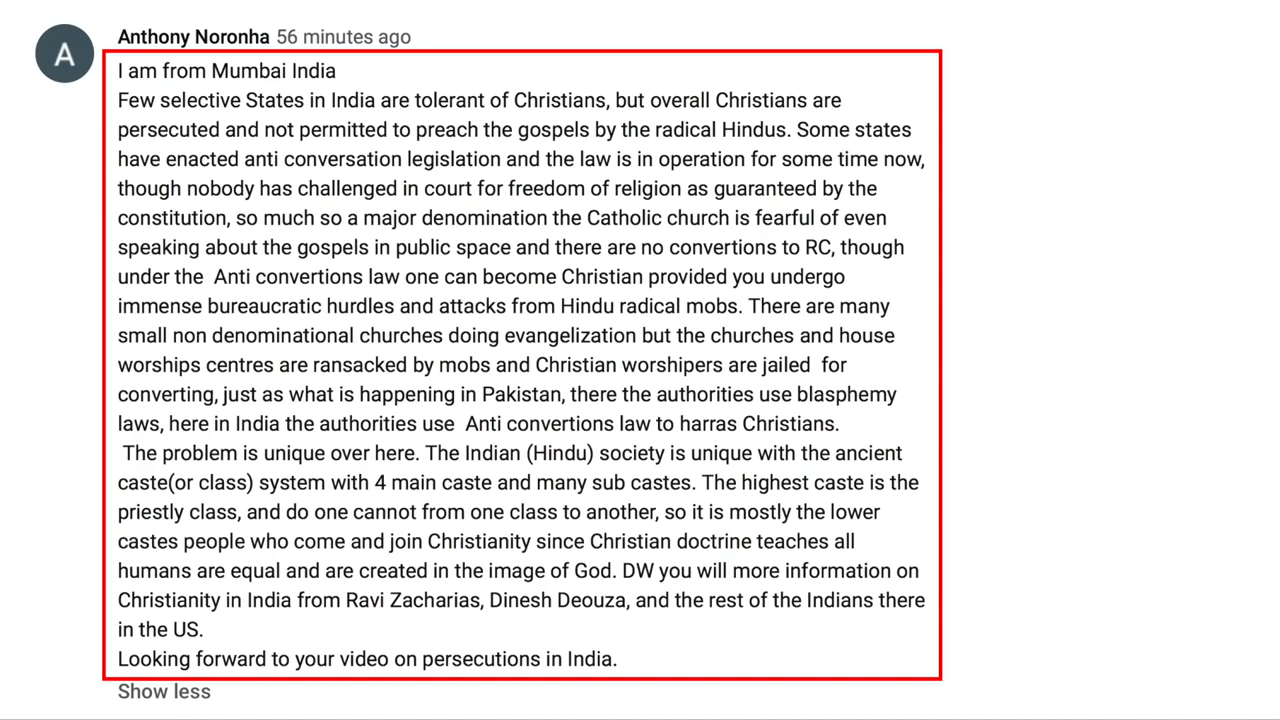 A
Anthony Noronha 56 minutes ago
I am from Mumbai India
Few selective States in India are tolerant of Christians, but overall Christians are
persecuted and not permitted to preach the gospels by the radical Hindus. Some states
have enacted anti conversation legislation and the law is in operation for some time now,
though nobody has challenged in court for freedom of religion as guaranteed by the
constitution, so much so a major denomination the Catholic church is fearful of even
speaking about the gospels in public space and there are no convertions to RC, though
under the  Anti convertions law one can become Christian provided you undergo
immense bureaucratic hurdles and attacks from Hindu radical mobs. There are many
small non denominational churches doing evangelization but the churches and house
worships centres are ransacked by mobs and Christian worshipers are jailed  for
converting, just as what is happening in Pakistan, there the authorities use blasphemy
laws, here in India the authorities use  Anti convertions law to harras Christians.
The problem is unique over here. The Indian (Hindu) society is unique with the ancient
caste(or class) system with 4 main caste and many sub castes. The highest caste is the
priestly class, and do one cannot from one class to another, so it is mostly the lower
castes people who come and join Christianity since Christian doctrine teaches all
humans are equal and are created in the image of God. DW you will more information on
Christianity in India from Ravi Zacharias, Dinesh Deouza, and the rest of the Indians there
in the US.
Looking forward to your video on persecutions in India.
Show less